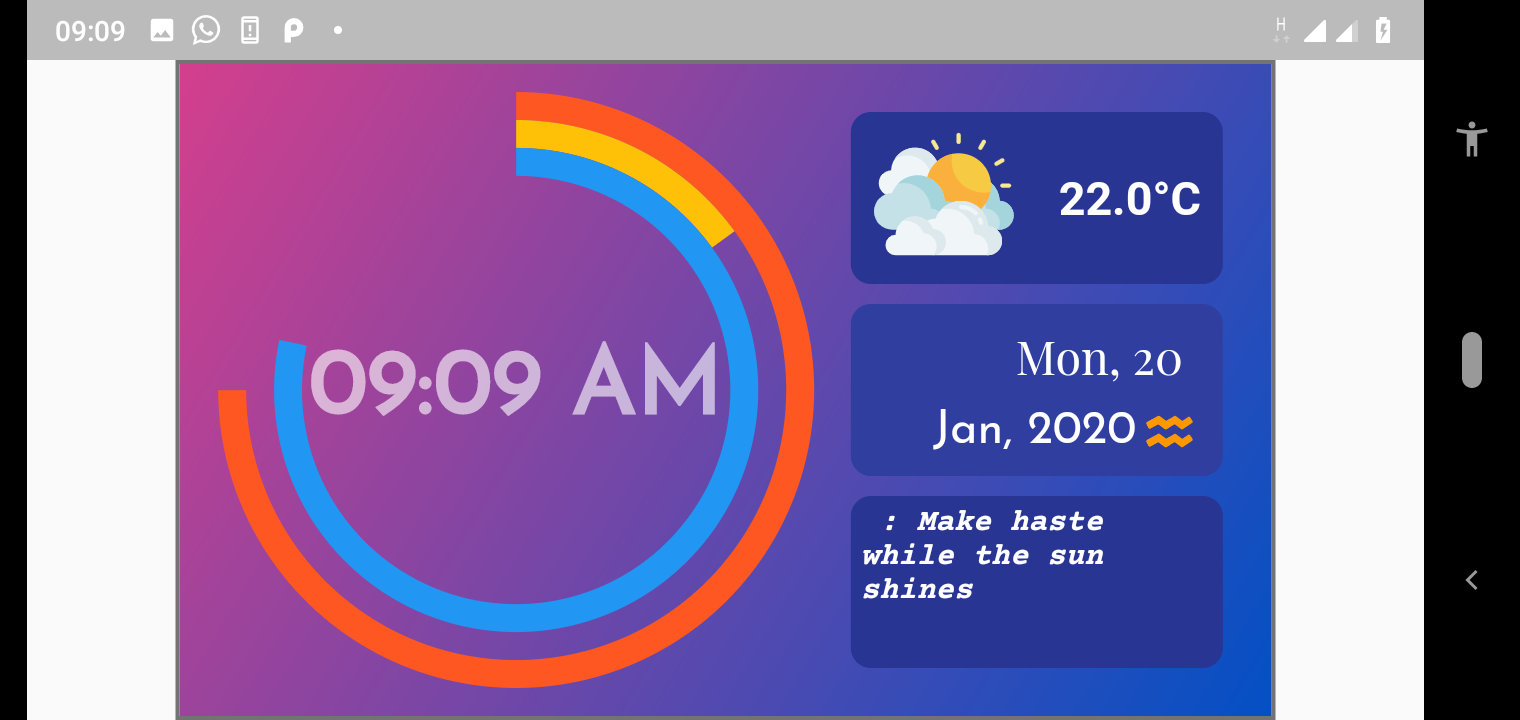 09:09
H
22.0°C
09:09 AM
Mon, 20
Jan, 2020
: Make haste
while the sun
shines